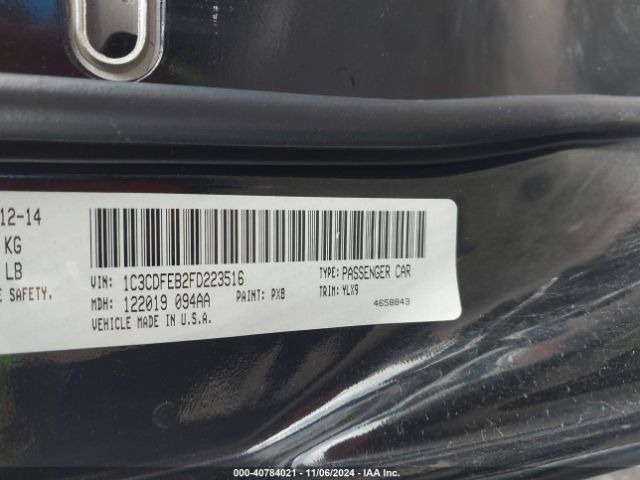 12-14
KG
LB
E SAFETY,
VIN: 1C3CDFEB2FD223516
TYPE: PASSENGER CAR
MDH: 122019 094AA
PAINT: PX8
TRIM: YLX9
VEHICLE MADE IN U.S.A.
4658843
000-40784021 | 11/06/2024 | IAA Inc.